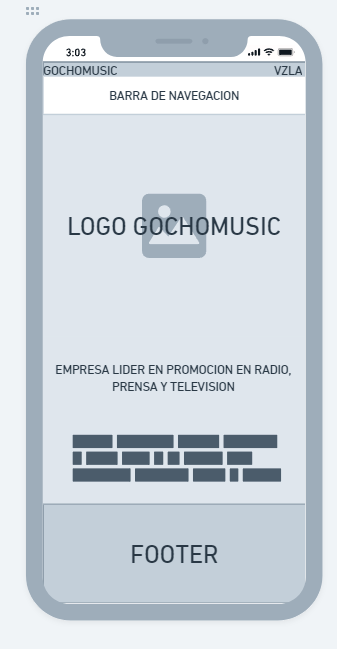 3:03
GOCHOMUSIC VZLA
BARRA DE NAVEGACION
LOGO GOCHOMUSIC
EMPRESA LIDER EN PROMOCION EN RADIO,
PRENSA Y TELEVISION
FOOTER